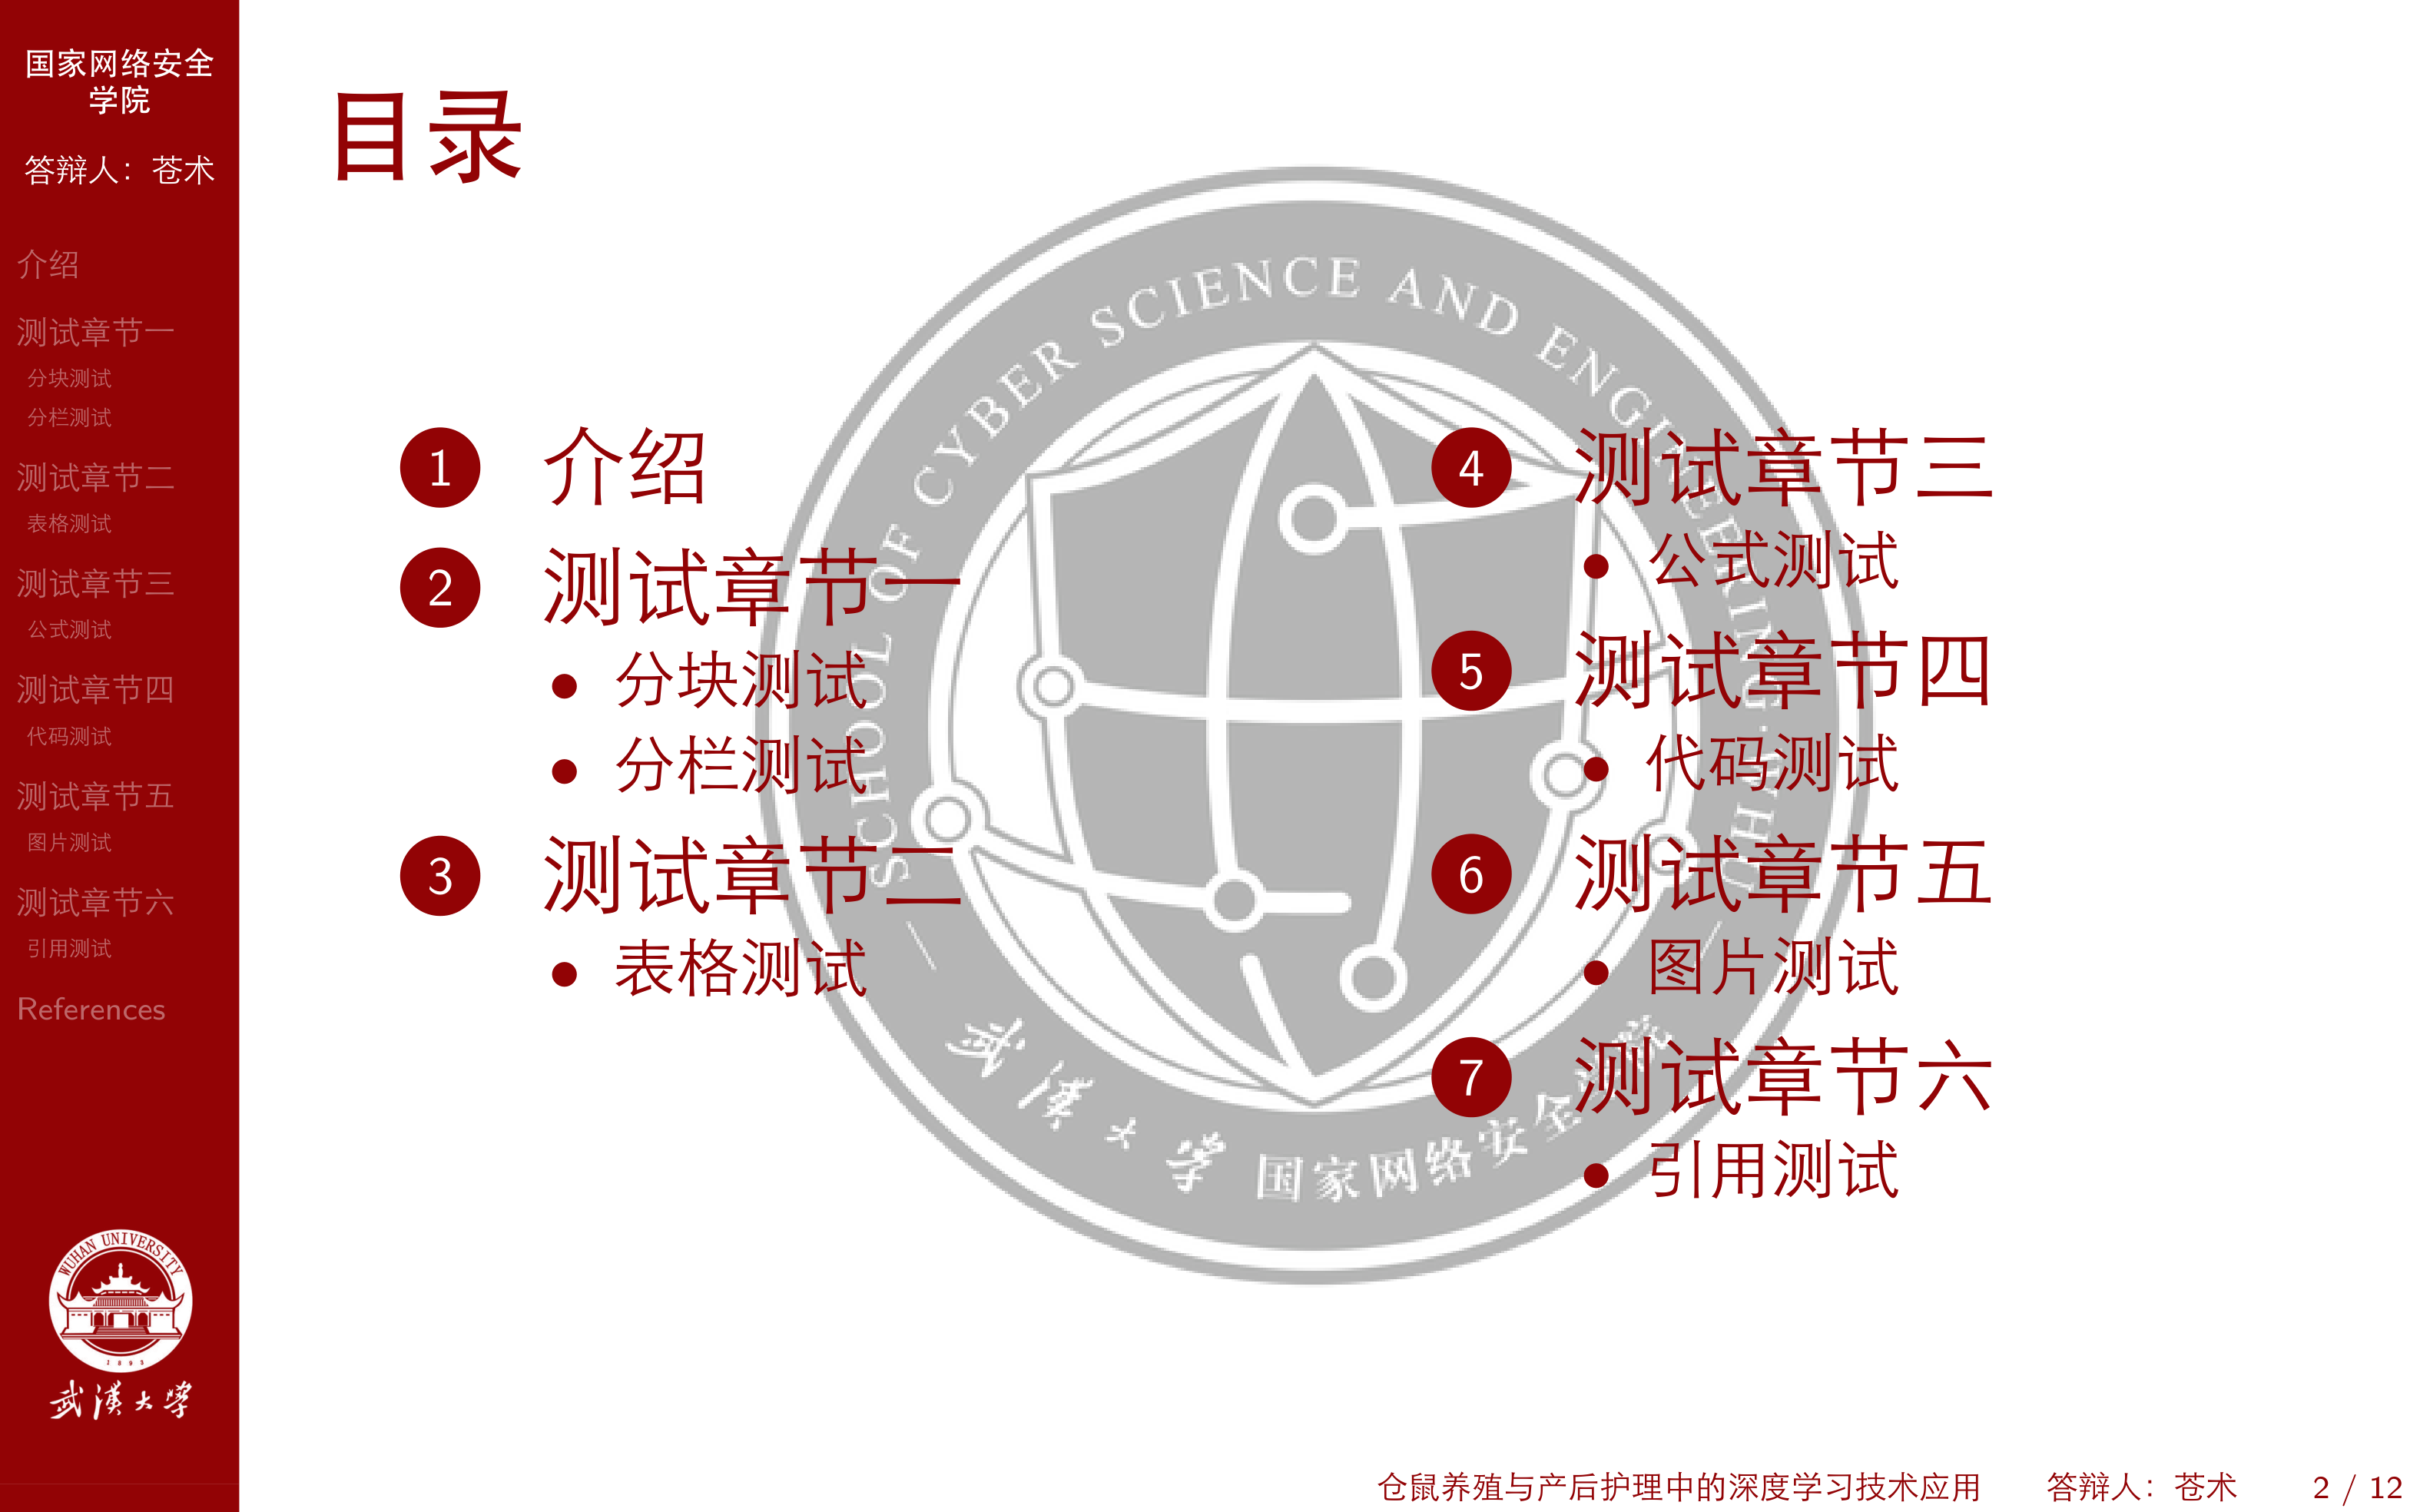 国家网络安全
学院
答辩人：苍术
介绍
测试章节一
分块测试
分栏测试
测试章节二
表格测试
测试章节三
公式测试
测试章节四
代码测试
测试章节五
图片测试
测试章节六
引用测试
References
WUHAN UNIVERSITY
1893
武漢大學
目录
SCHOOL OF CYBER SCIENCE AND ENGINEERING·WHU
武漢大學 国家网络安全学院
1 介绍
2 测试章节一
• 分块测试
• 分栏测试
3 测试章节二
• 表格测试
4 测试章节三
• 公式测试
5 测试章节四
• 代码测试
6 测试章节五
• 图片测试
7 测试章节六
• 引用测试
仓鼠养殖与产后护理中的深度学习技术应用 答辩人：苍术 2 / 12